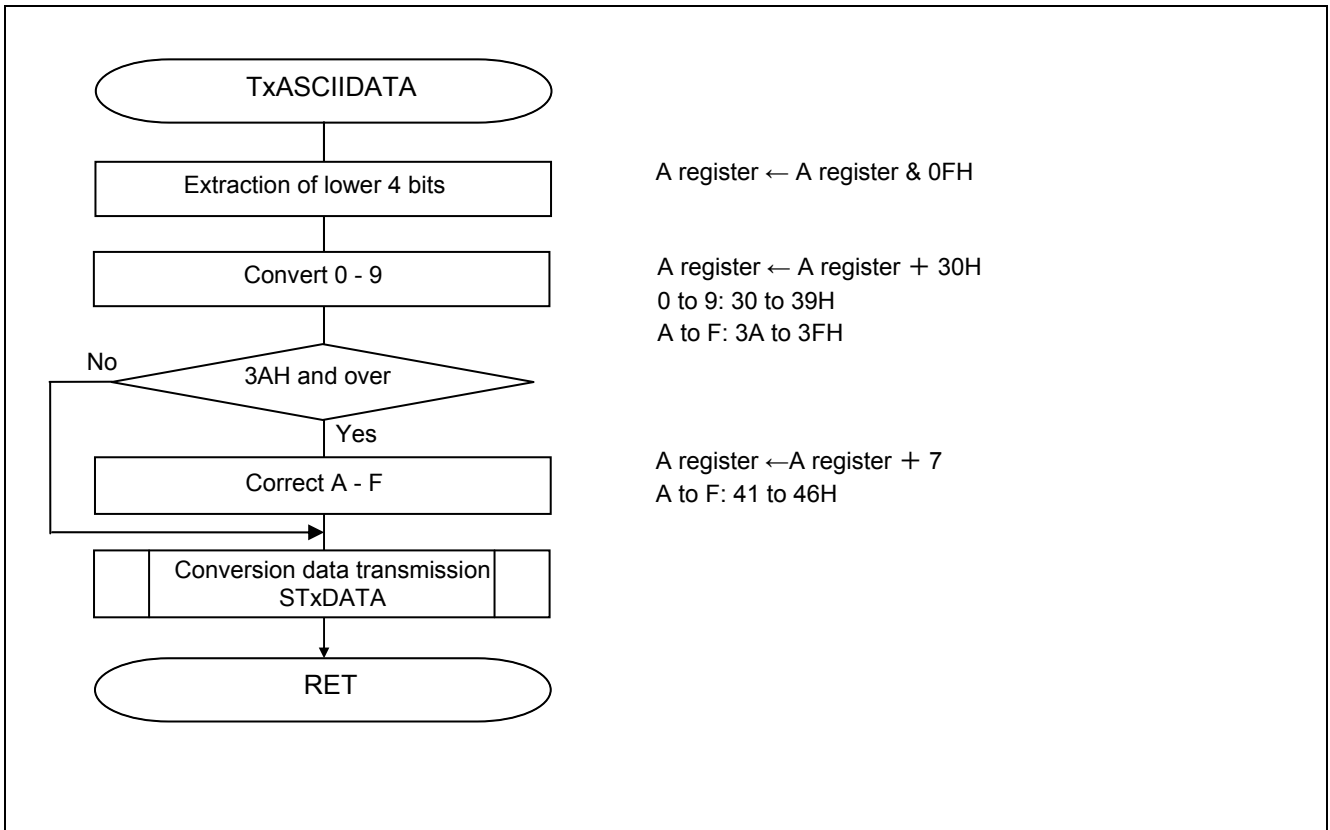 TxASCIIDATA
Extraction of lower 4 bits
A register ← A register & 0FH
Convert 0 - 9
A register ← A register + 30H
0 to 9: 30 to 39H
A to F: 3A to 3FH
No
3AH and over
Yes
Correct A - F
A register ←A register + 7
A to F: 41 to 46H
Conversion data transmission
STxDATA
RET